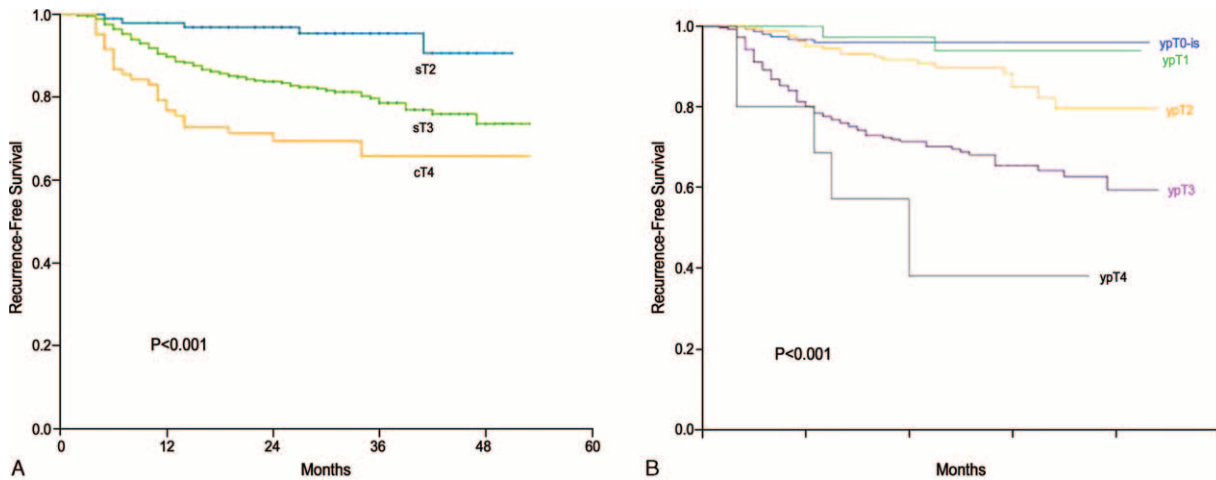 1.0
0.8
0.6
0.4
0.2
0.0
Recurrence-Free Survival
sT2
sT3
cT4
P<0.001
0 12 24 36 48 60
Months
A
1.0
0.8
0.6
0.4
0.2
0.0
Recurrence-Free Survival
ypT0-is
ypT1
ypT2
ypT3
ypT4
P<0.001
Months
B